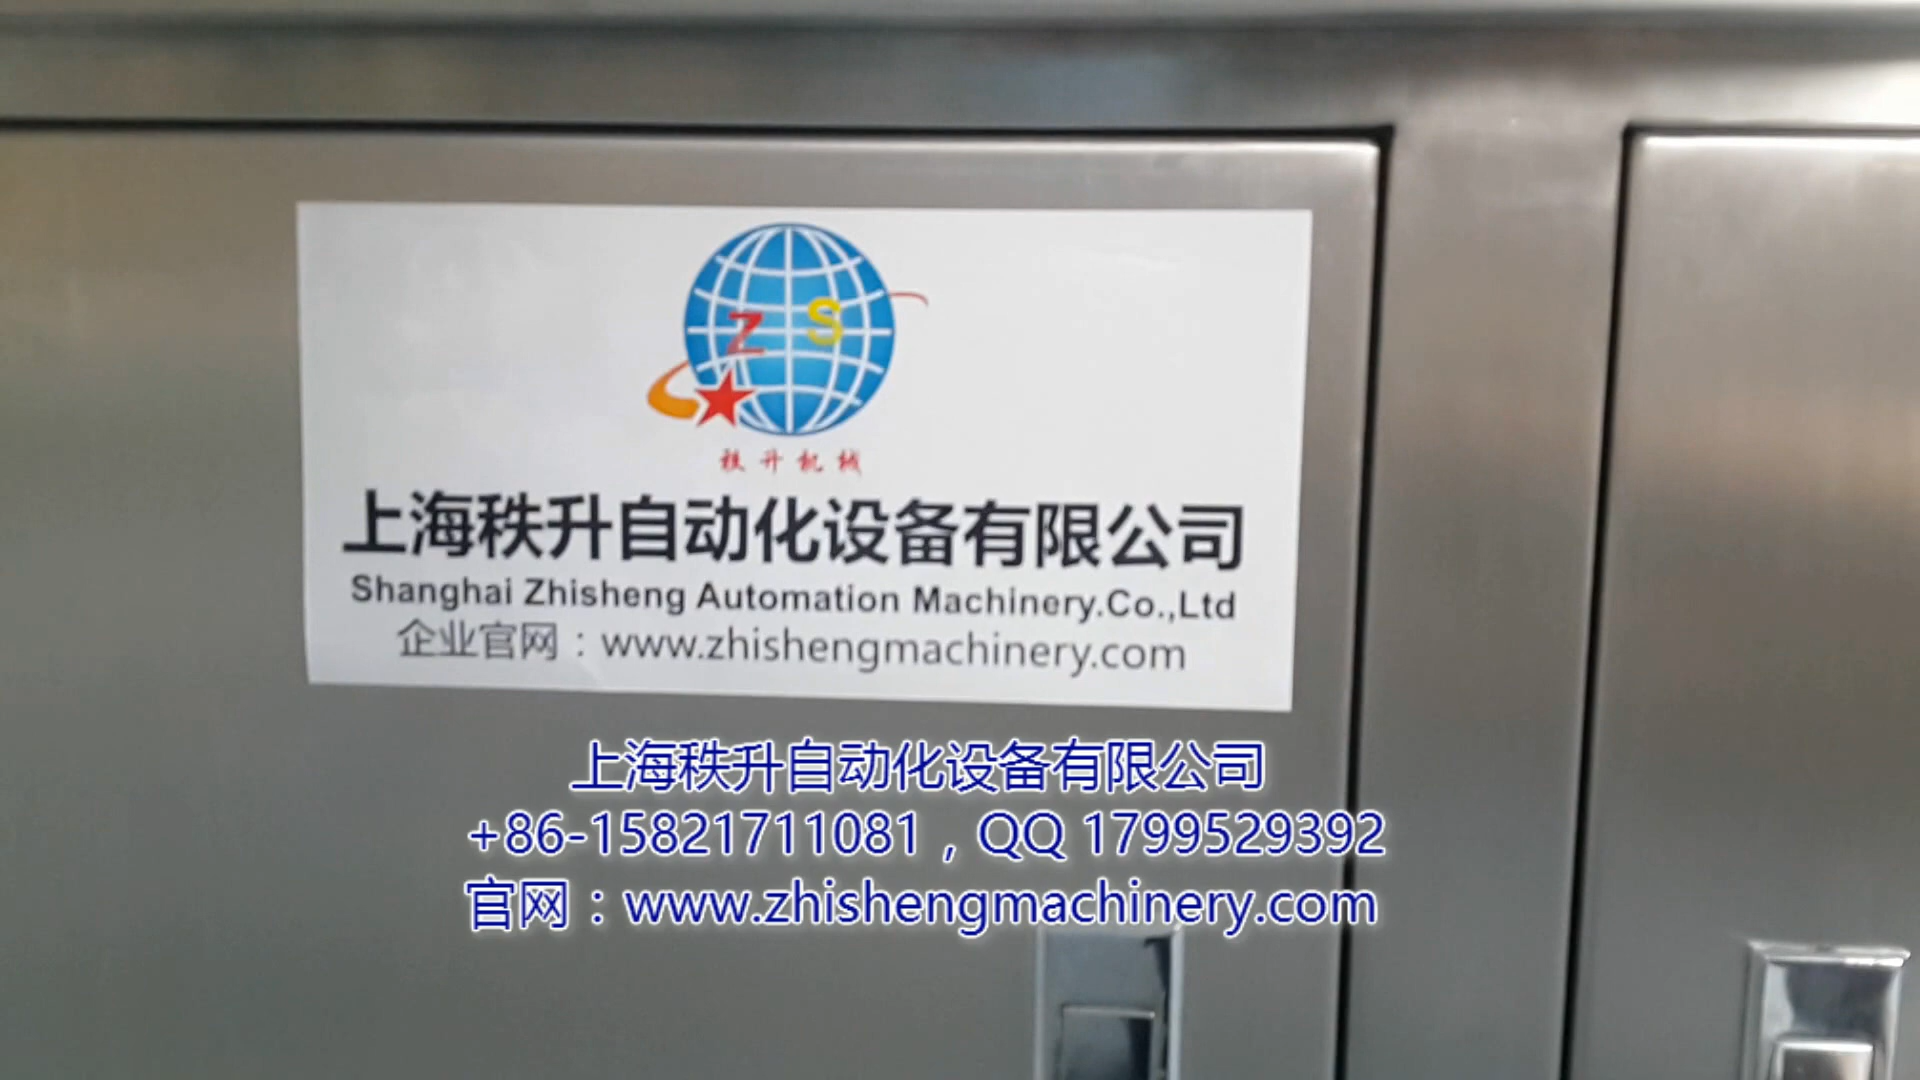 Z S
秩升机械
上海秩升自动化设备有限公司
Shanghai Zhisheng Automation Machinery.Co.,Ltd
企业官网：www.zhishengmachinery.com
上海秩升自动化设备有限公司
+86-15821711081，QQ 1799529392
官网：www.zhishengmachinery.com